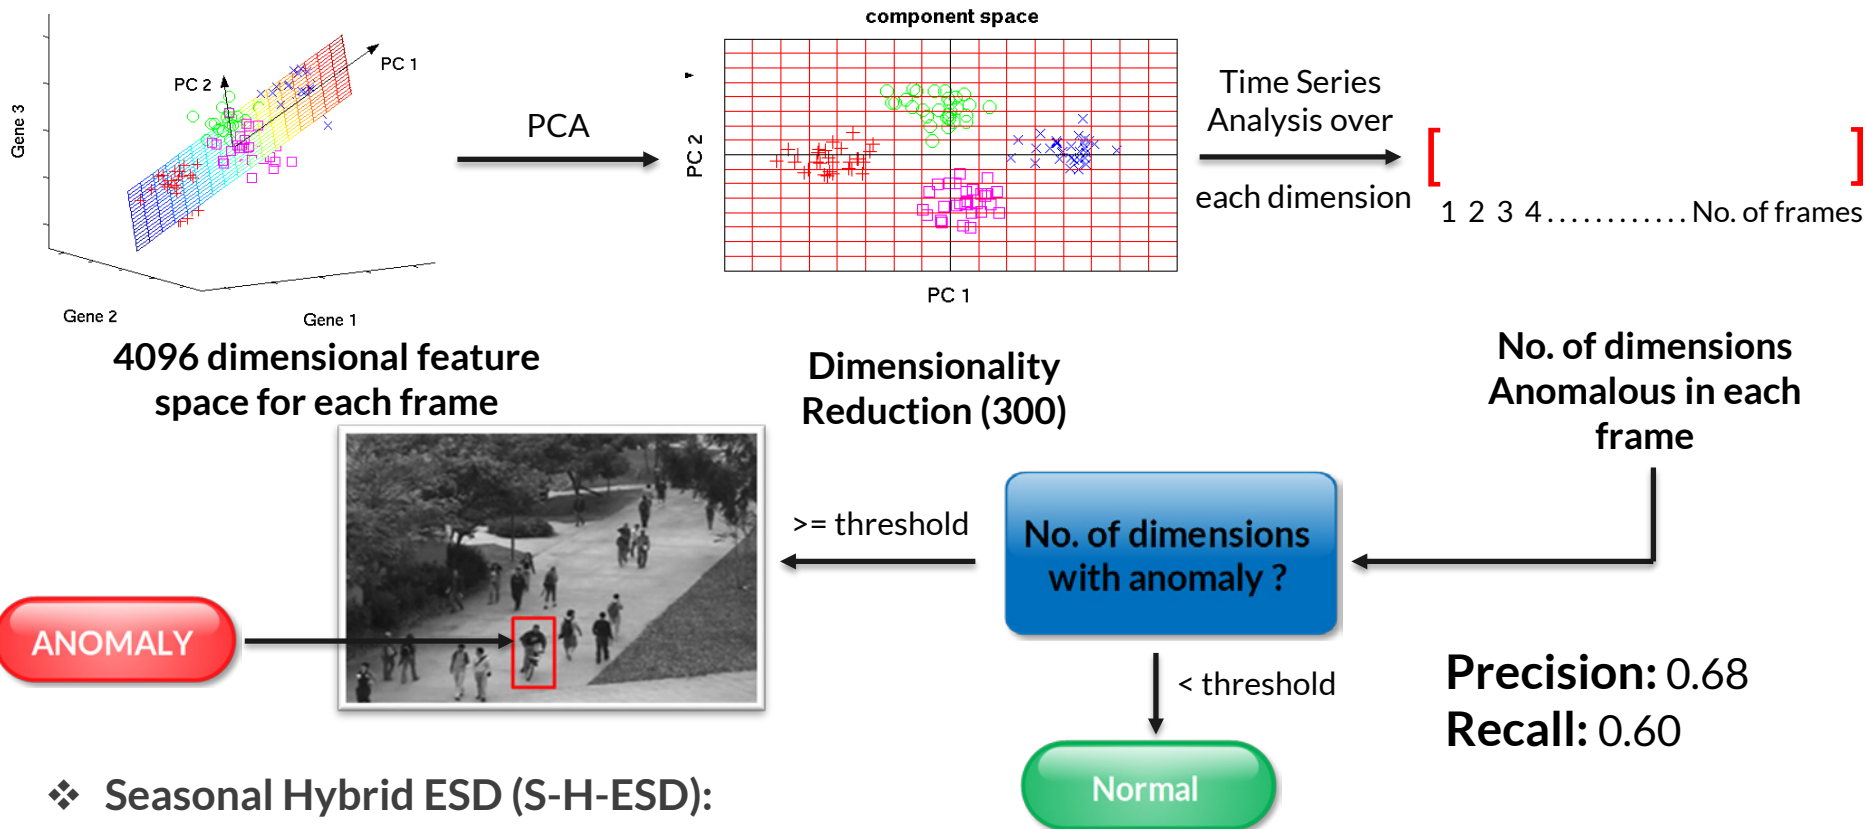 component space
Gene 3
PC 2
PC 1
Gene 2
Gene 1
PCA
PC 2
PC 1
Time Series
Analysis over
each dimension
[ ]
1 2 3 4 ............ No. of frames
4096 dimensional feature
space for each frame
Dimensionality
Reduction (300)
No. of dimensions
Anomalous in each
frame
>= threshold
No. of dimensions
with anomaly ?
ANOMALY
< threshold
Normal
Precision: 0.68
Recall: 0.60
❖ Seasonal Hybrid ESD (S-H-ESD):